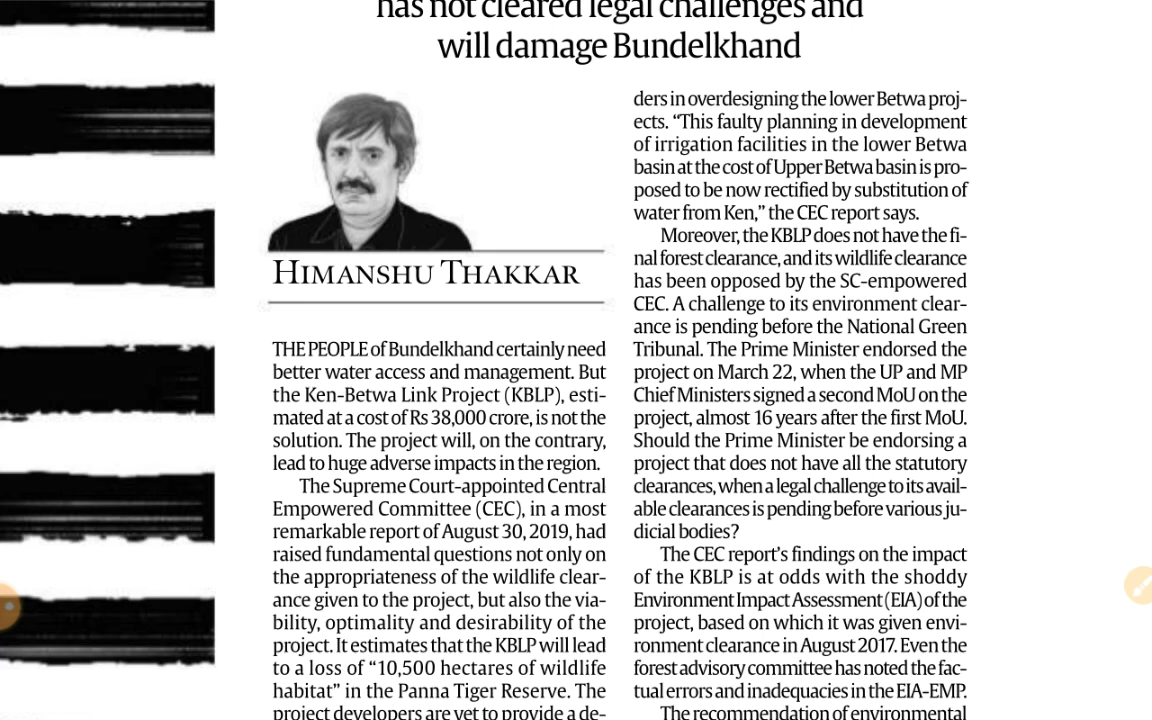 has not cleared legal challenges and
will damage Bundelkhand
HIMANSHU THAKKAR
THE PEOPLE of Bundelkhand certainly need
better water access and management. But
the Ken-Betwa Link Project (KBLP), esti-
mated at a cost of Rs 38,000 crore, is not the
solution. The project will, on the contrary,
lead to huge adverse impacts in the region.
The Supreme Court-appointed Central
Empowered Committee (CEC), in a most
remarkable report of August 30, 2019, had
raised fundamental questions not only on
the appropriateness of the wildlife clear-
ance given to the project, but also the via-
bility, optimality and desirability of the
project. It estimates that the KBLP will lead
to a loss of “10,500 hectares of wildlife
habitat” in the Panna Tiger Reserve. The
project developers are yet to provide a de-
ders in overdesigning the lower Betwa proj-
ects. “This faulty planning in development
of irrigation facilities in the lower Betwa
basin at the cost of Upper Betwa basin is pro-
posed to be now rectified by substitution of
water from Ken,” the CEC report says.
Moreover, the KBLP does not have the fi-
nal forest clearance, and its wildlife clearance
has been opposed by the SC-empowered
CEC. A challenge to its environment clear-
ance is pending before the National Green
Tribunal. The Prime Minister endorsed the
project on March 22, when the UP and MP
Chief Ministers signed a second MoU on the
project, almost 16 years after the first MoU.
Should the Prime Minister be endorsing a
project that does not have all the statutory
clearances, when a legal challenge to its avail-
able clearances is pending before various ju-
dicial bodies?
The CEC report’s findings on the impact
of the KBLP is at odds with the shoddy
Environment Impact Assessment (EIA) of the
project, based on which it was given envi-
ronment clearance in August 2017. Even the
forest advisory committee has noted the fac-
tual errors and inadequacies in the EIA-EMP.
The recommendation of environmental